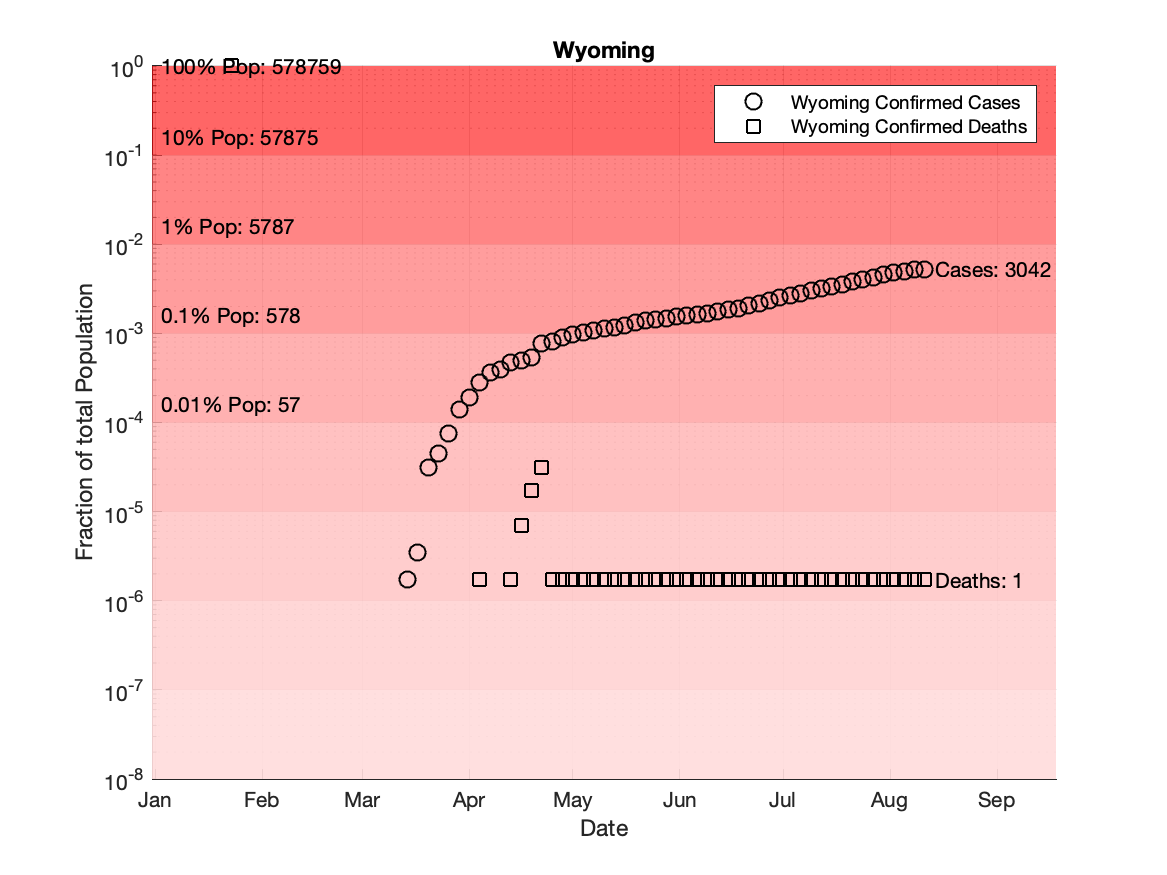 Wyoming
10^0
100% Pop: 578759
Wyoming Confirmed Cases
Wyoming Confirmed Deaths
10% Pop: 57875
10^-1
1% Pop: 5787
10^-2
Cases: 3042
0.1% Pop: 578
10^-3
0.01% Pop: 57
10^-4
10^-5
Deaths: 1
10^-6
10^-7
10^-8
Fraction of total Population
Jan Feb Mar Apr May Jun Jul Aug Sep
Date